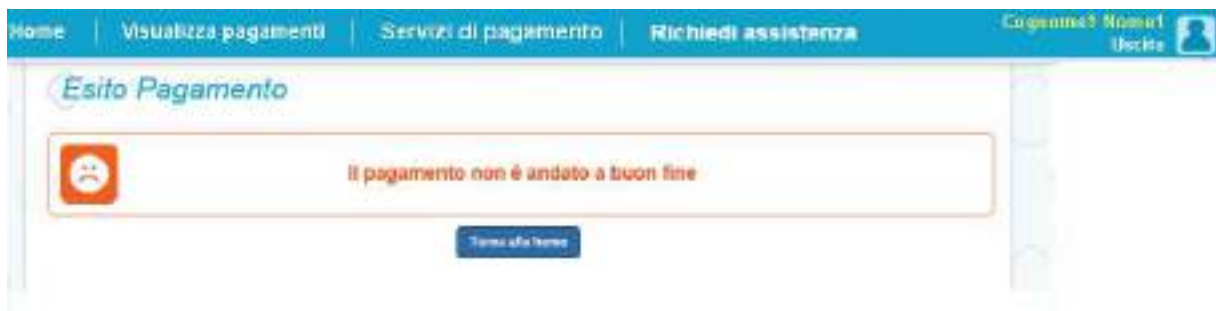 Home | Visualizza pagamenti | Servizi di pagamento | Richiedi assistenza
Cognome1 Nome1
Uscita
Esito Pagamento
Il pagamento non è andato a buon fine
Torna alla home